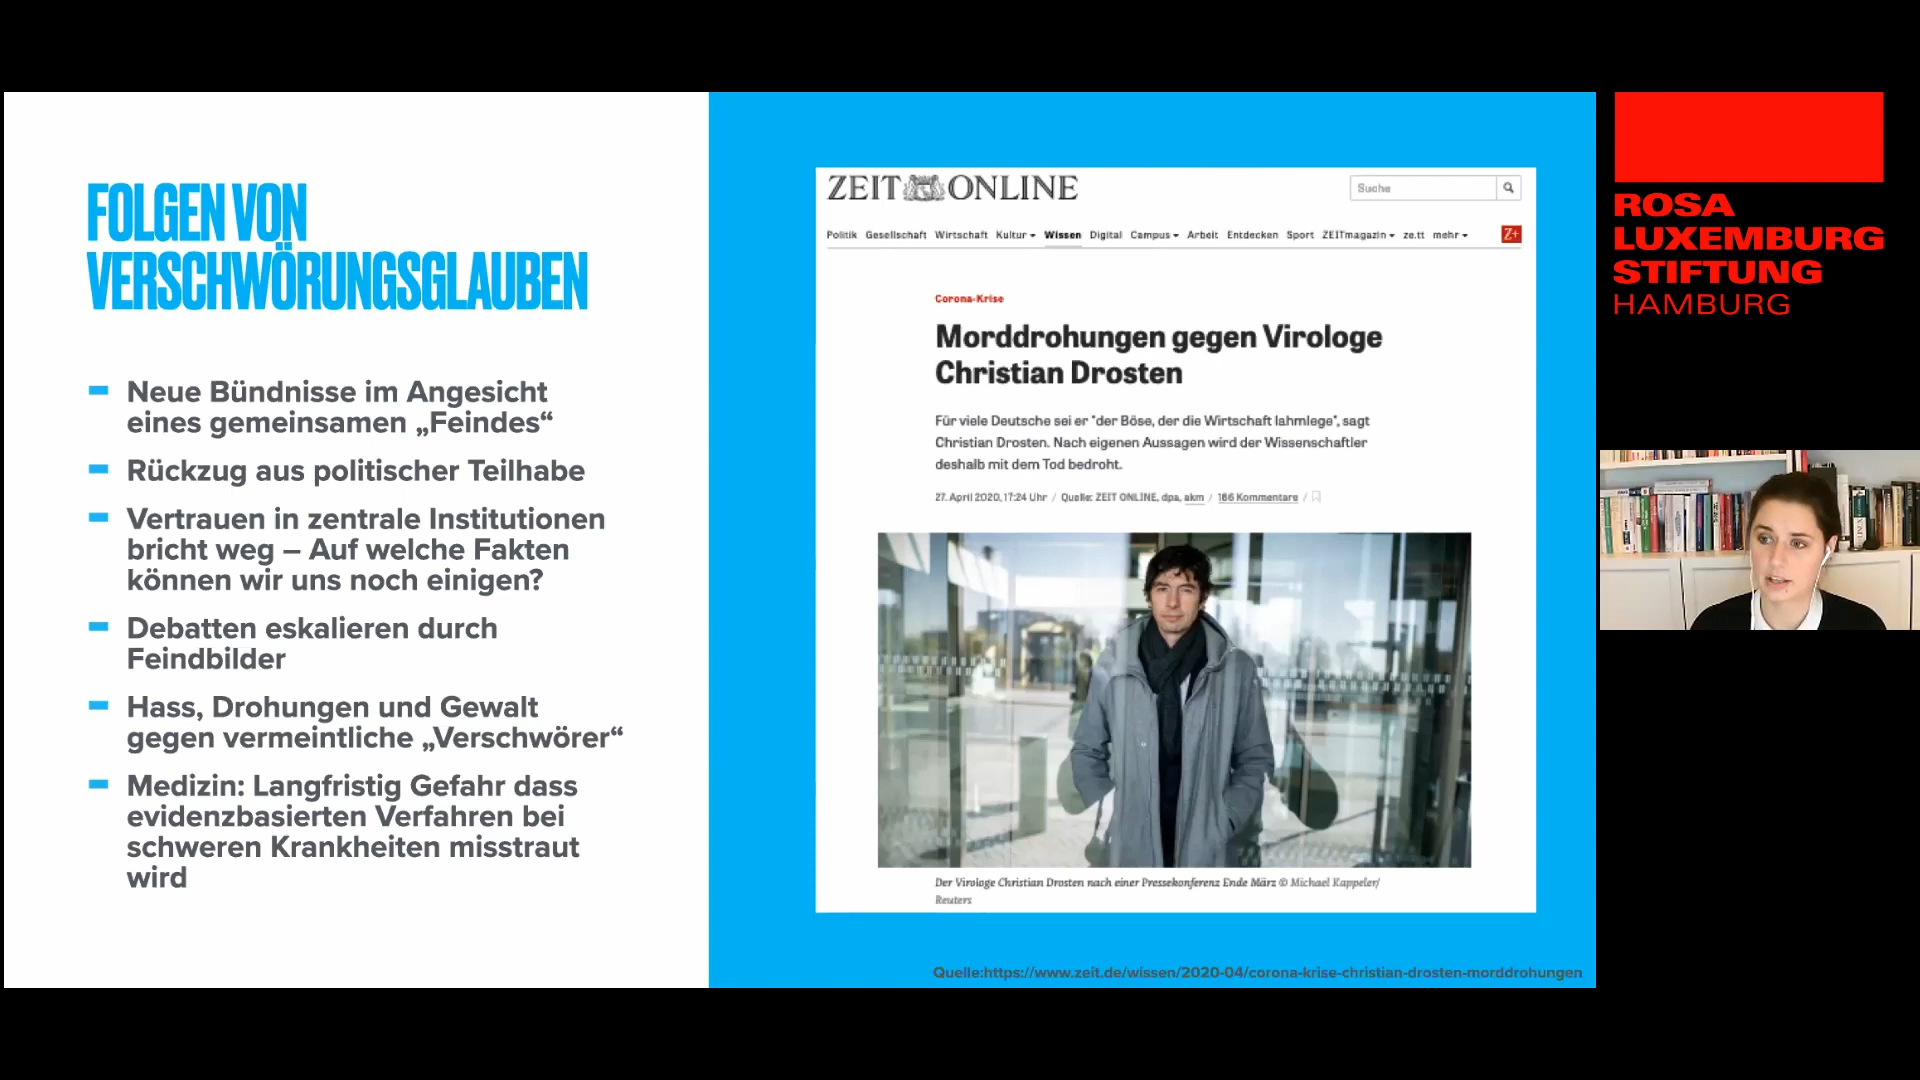 FOLGEN VON
VERSCHWÖRUNGSGLAUBEN
Neue Bündnisse im Angesicht
eines gemeinsamen „Feindes“
Rückzug aus politischer Teilhabe
Vertrauen in zentrale Institutionen
bricht weg – Auf welche Fakten
können wir uns noch einigen?
Debatten eskalieren durch
Feindbilder
Hass, Drohungen und Gewalt
gegen vermeintliche „Verschwörer“
Medizin: Langfristig Gefahr dass
evidenzbasierten Verfahren bei
schweren Krankheiten misstraut
wird
ZEIT ONLINE
Suche
Politik Gesellschaft Wirtschaft Kultur Wissen Digital Campus Arbeit Entdecken Sport ZEITmagazin ze.tt mehr Z+
Corona-Krise
Morddrohungen gegen Virologe
Christian Drosten
Für viele Deutsche sei er "der Böse, der die Wirtschaft lahmlege", sagt
Christian Drosten. Nach eigenen Aussagen wird der Wissenschaftler
deshalb mit dem Tod bedroht.
27. April 2020, 17:24 Uhr / Quelle: ZEIT ONLINE, dpa, akm / 186 Kommentare /
Der Virologe Christian Drosten nach einer Pressekonferenz Ende März © Michael Kappeler/
Reuters
Quelle:https://www.zeit.de/wissen/2020-04/corona-krise-christian-drosten-morddrohungen
ROSA
LUXEMBURG
STIFTUNG
HAMBURG